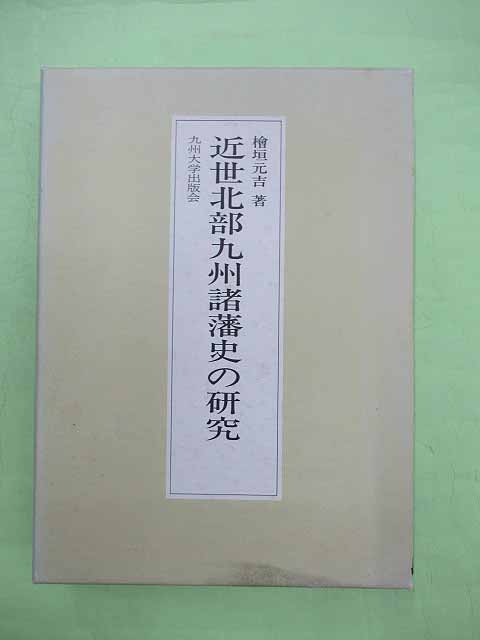 檜垣元吉 著
近世北部九州諸藩史の研究
九州大学出版会